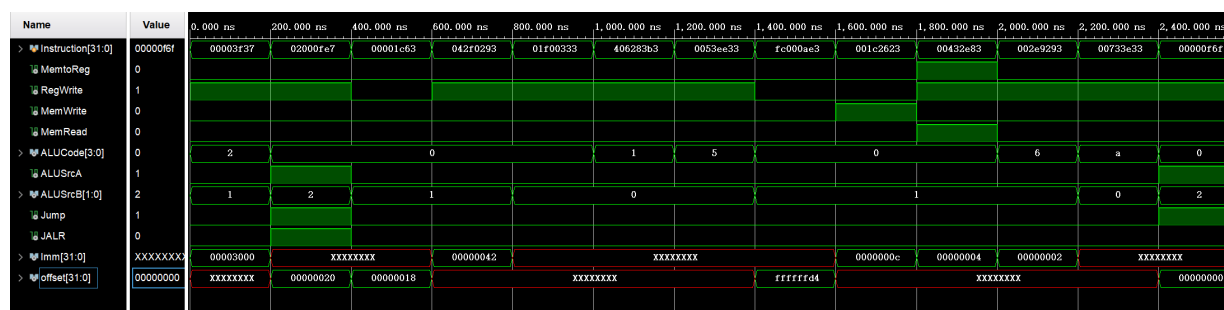 Name Value 0.000 ns 200.000 ns 400.000 ns 600.000 ns 800.000 ns 1,000.000 ns 1,200.000 ns 1,400.000 ns 1,600.000 ns 1,800.000 ns 2,000.000 ns 2,200.000 ns 2,400.000 ns
Instruction[31:0] 00000f6f 00003f37 02000fe7 00001c63 042f0293 01f00333 406283b3 0053ee33 fc000ae3 001c2623 00432e83 002e9293 00733e33 00000f6f
MemtoReg 0
RegWrite 1
MemWrite 0
MemRead 0
ALUCode[3:0] 0 2 0 1 5 0 6 a 0
ALUSrcA 1
ALUSrcB[1:0] 2 1 2 1 0 1 0 2
Jump 1
JALR 0
Imm[31:0] XXXXXXXX 00003000 XXXXXXXX 00000042 XXXXXXXX 0000000c 00000004 00000002 XXXXXXXX
offset[31:0] 00000000 XXXXXXXX 00000020 00000018 XXXXXXXX ffffffd4 XXXXXXXX 00000000